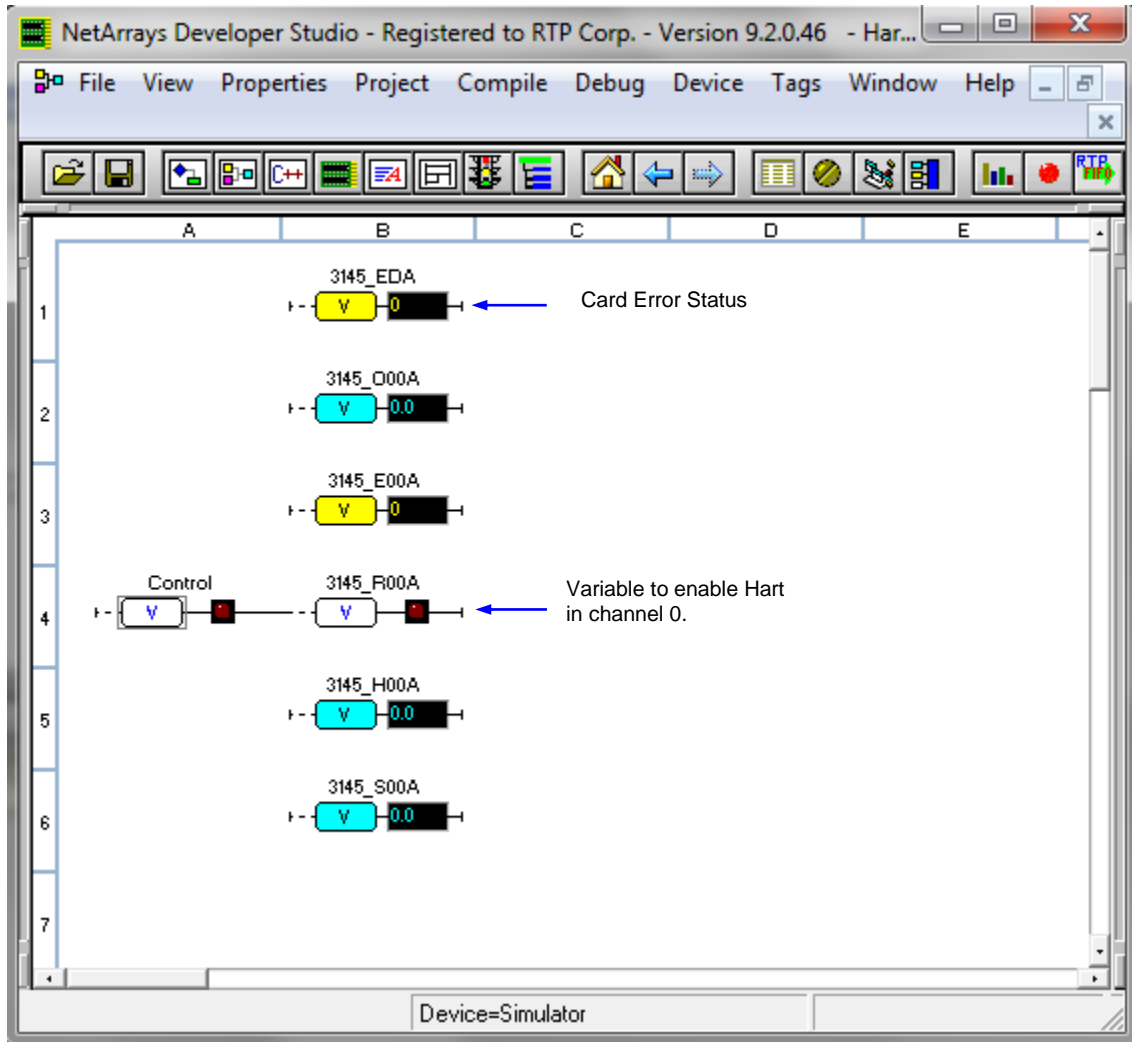 NetArrays Developer Studio - Registered to RTP Corp. - Version 9.2.0.46 - Har...
File View Properties Project Compile Debug Device Tags Window Help
C++ A RTP
FIFO
A B C D E
3145_EDA
1 V 0 Card Error Status
3145_O00A
2 V 0.0
3145_E00A
3 V 0
Control 3145_R00A
Variable to enable Hart
4 V V in channel 0.
3145_H00A
5 V 0.0
3145_S00A
6 V 0.0
7
Device=Simulator